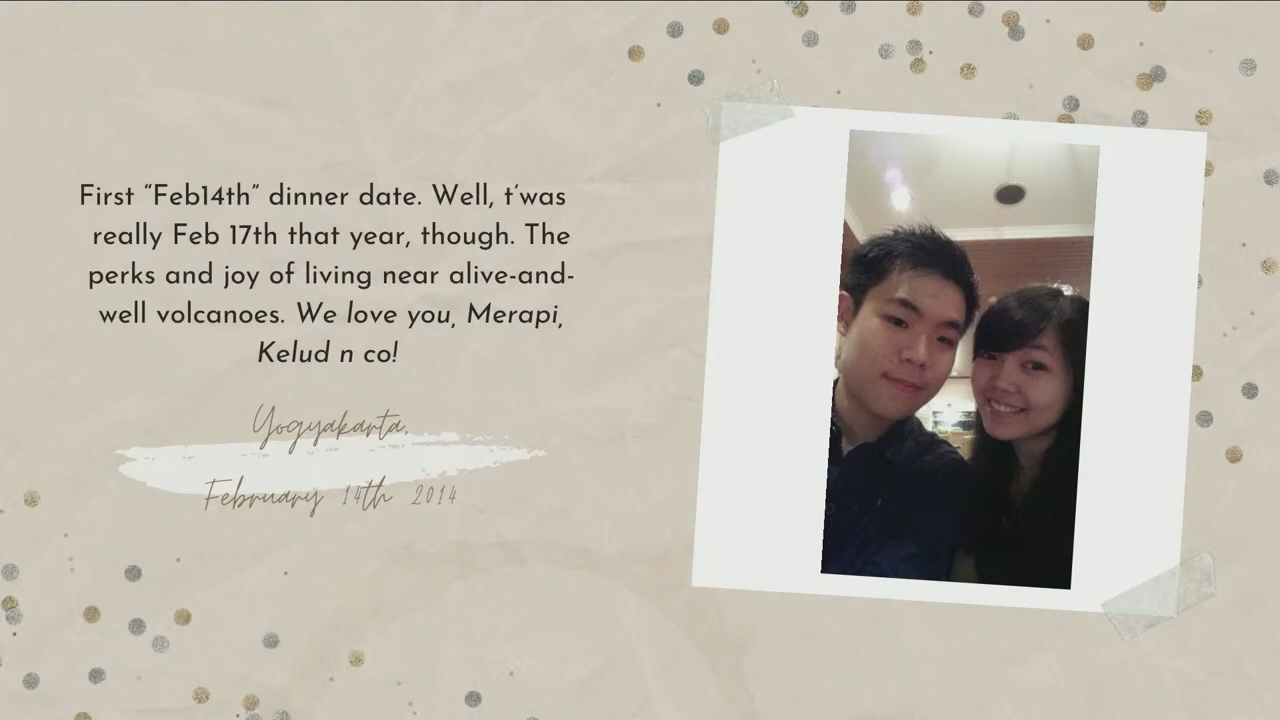 First “Feb14th” dinner date. Well, t’was
really Feb 17th that year, though. The
perks and joy of living near alive-and-
well volcanoes. We love you, Merapi,
Kelud n co!
Yogyakarta,
February 14th 2014